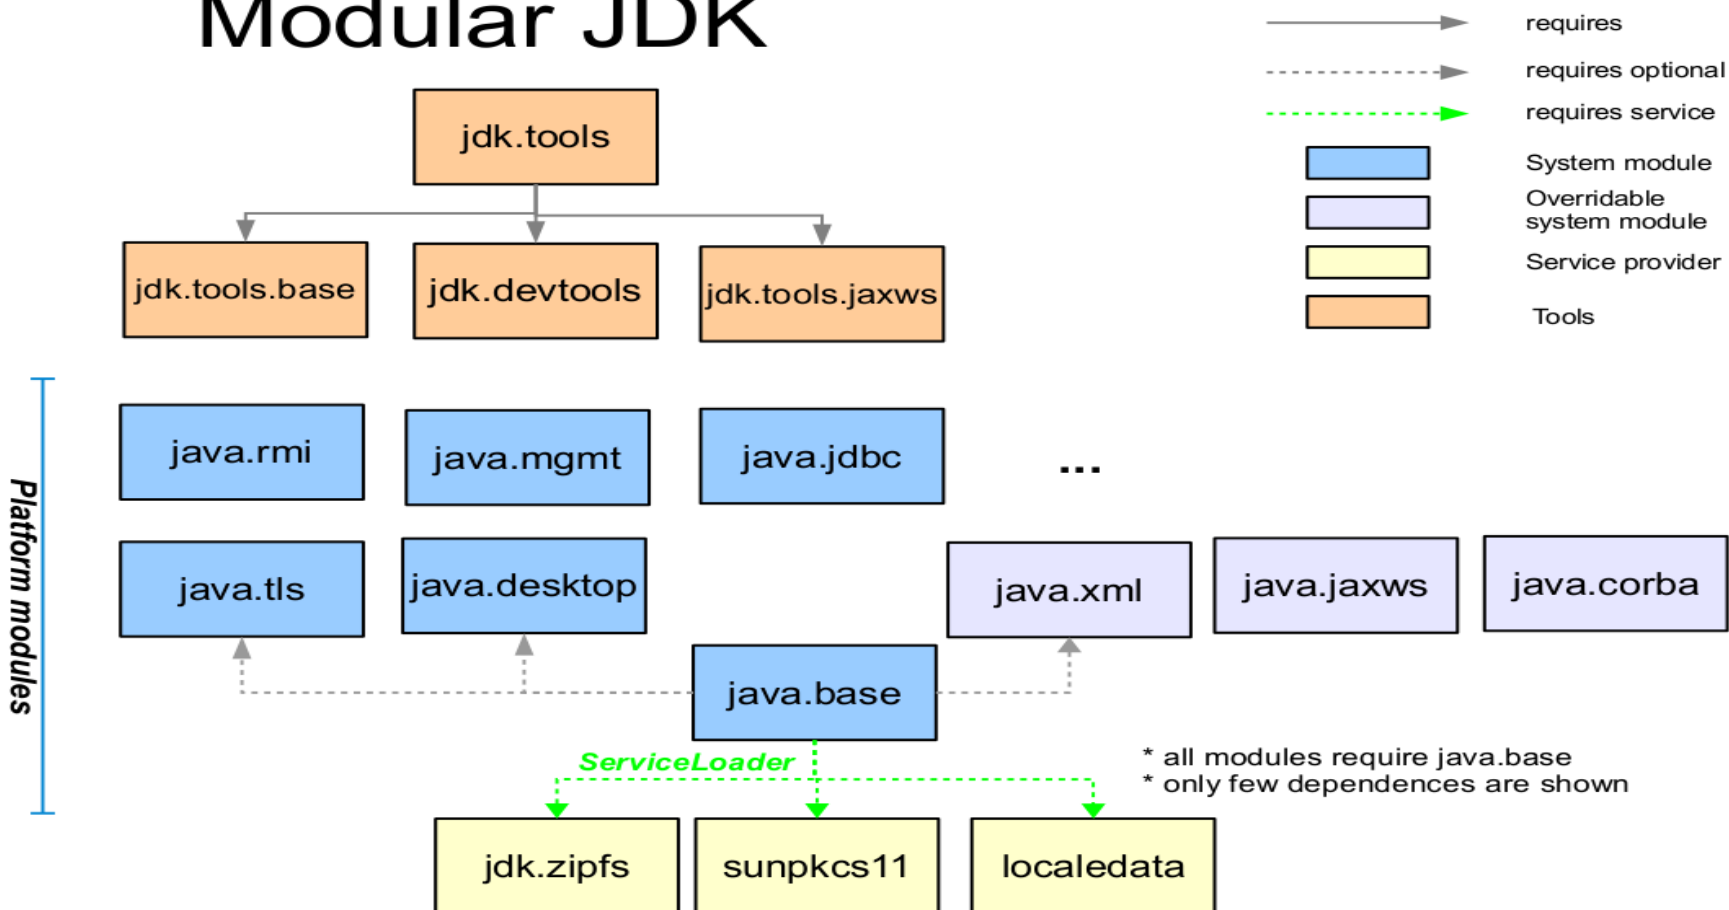 Modular JDK
requires
requires optional
requires service
System module
Overridable
system module
Service provider
Tools
jdk.tools
jdk.tools.base
jdk.devtools
jdk.tools.jaxws
Platform modules
java.rmi
java.mgmt
java.jdbc
...
java.tls
java.desktop
java.xml
java.jaxws
java.corba
java.base
ServiceLoader
* all modules require java.base
* only few dependences are shown
jdk.zipfs
sunpkcs11
localedata